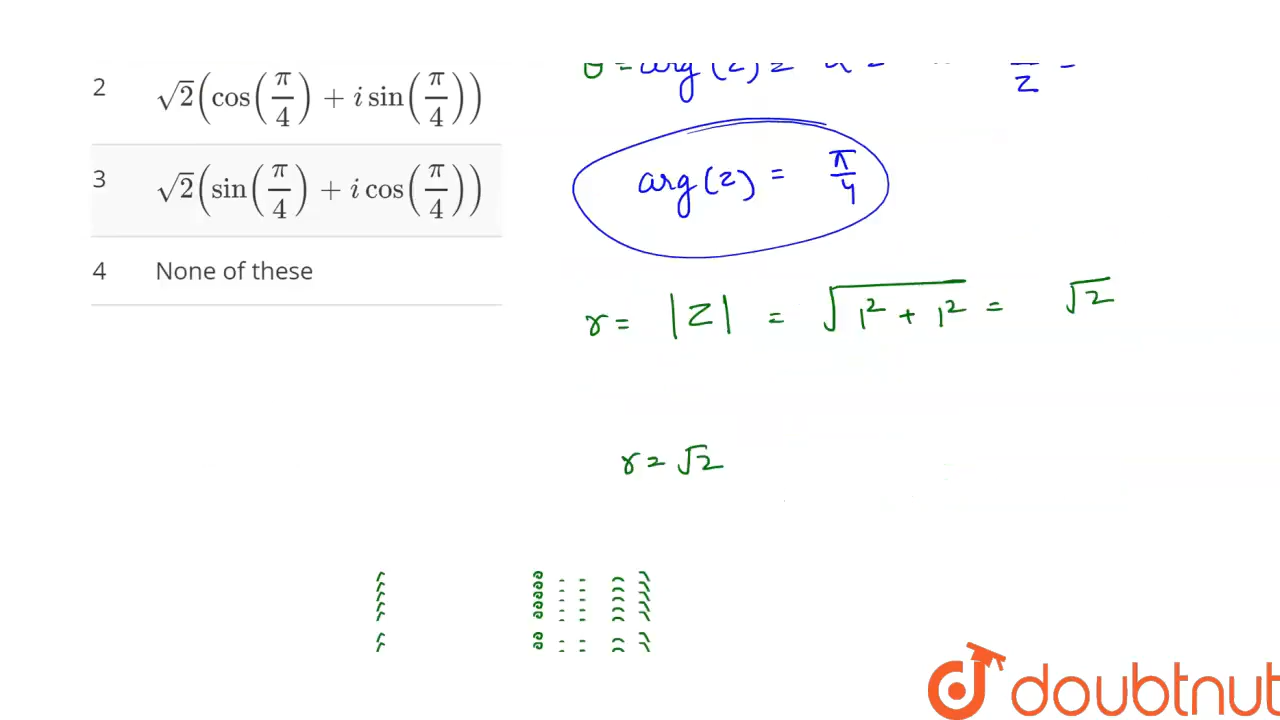 2 √2(cos(π/4) + i sin(π/4))
3 √2(sin(π/4) + i cos(π/4))
4 None of these
θ = arg(z) =
arg(z) = π/4
r = |z| = √(1² + 1²) = √2
r = √2
doubtnut